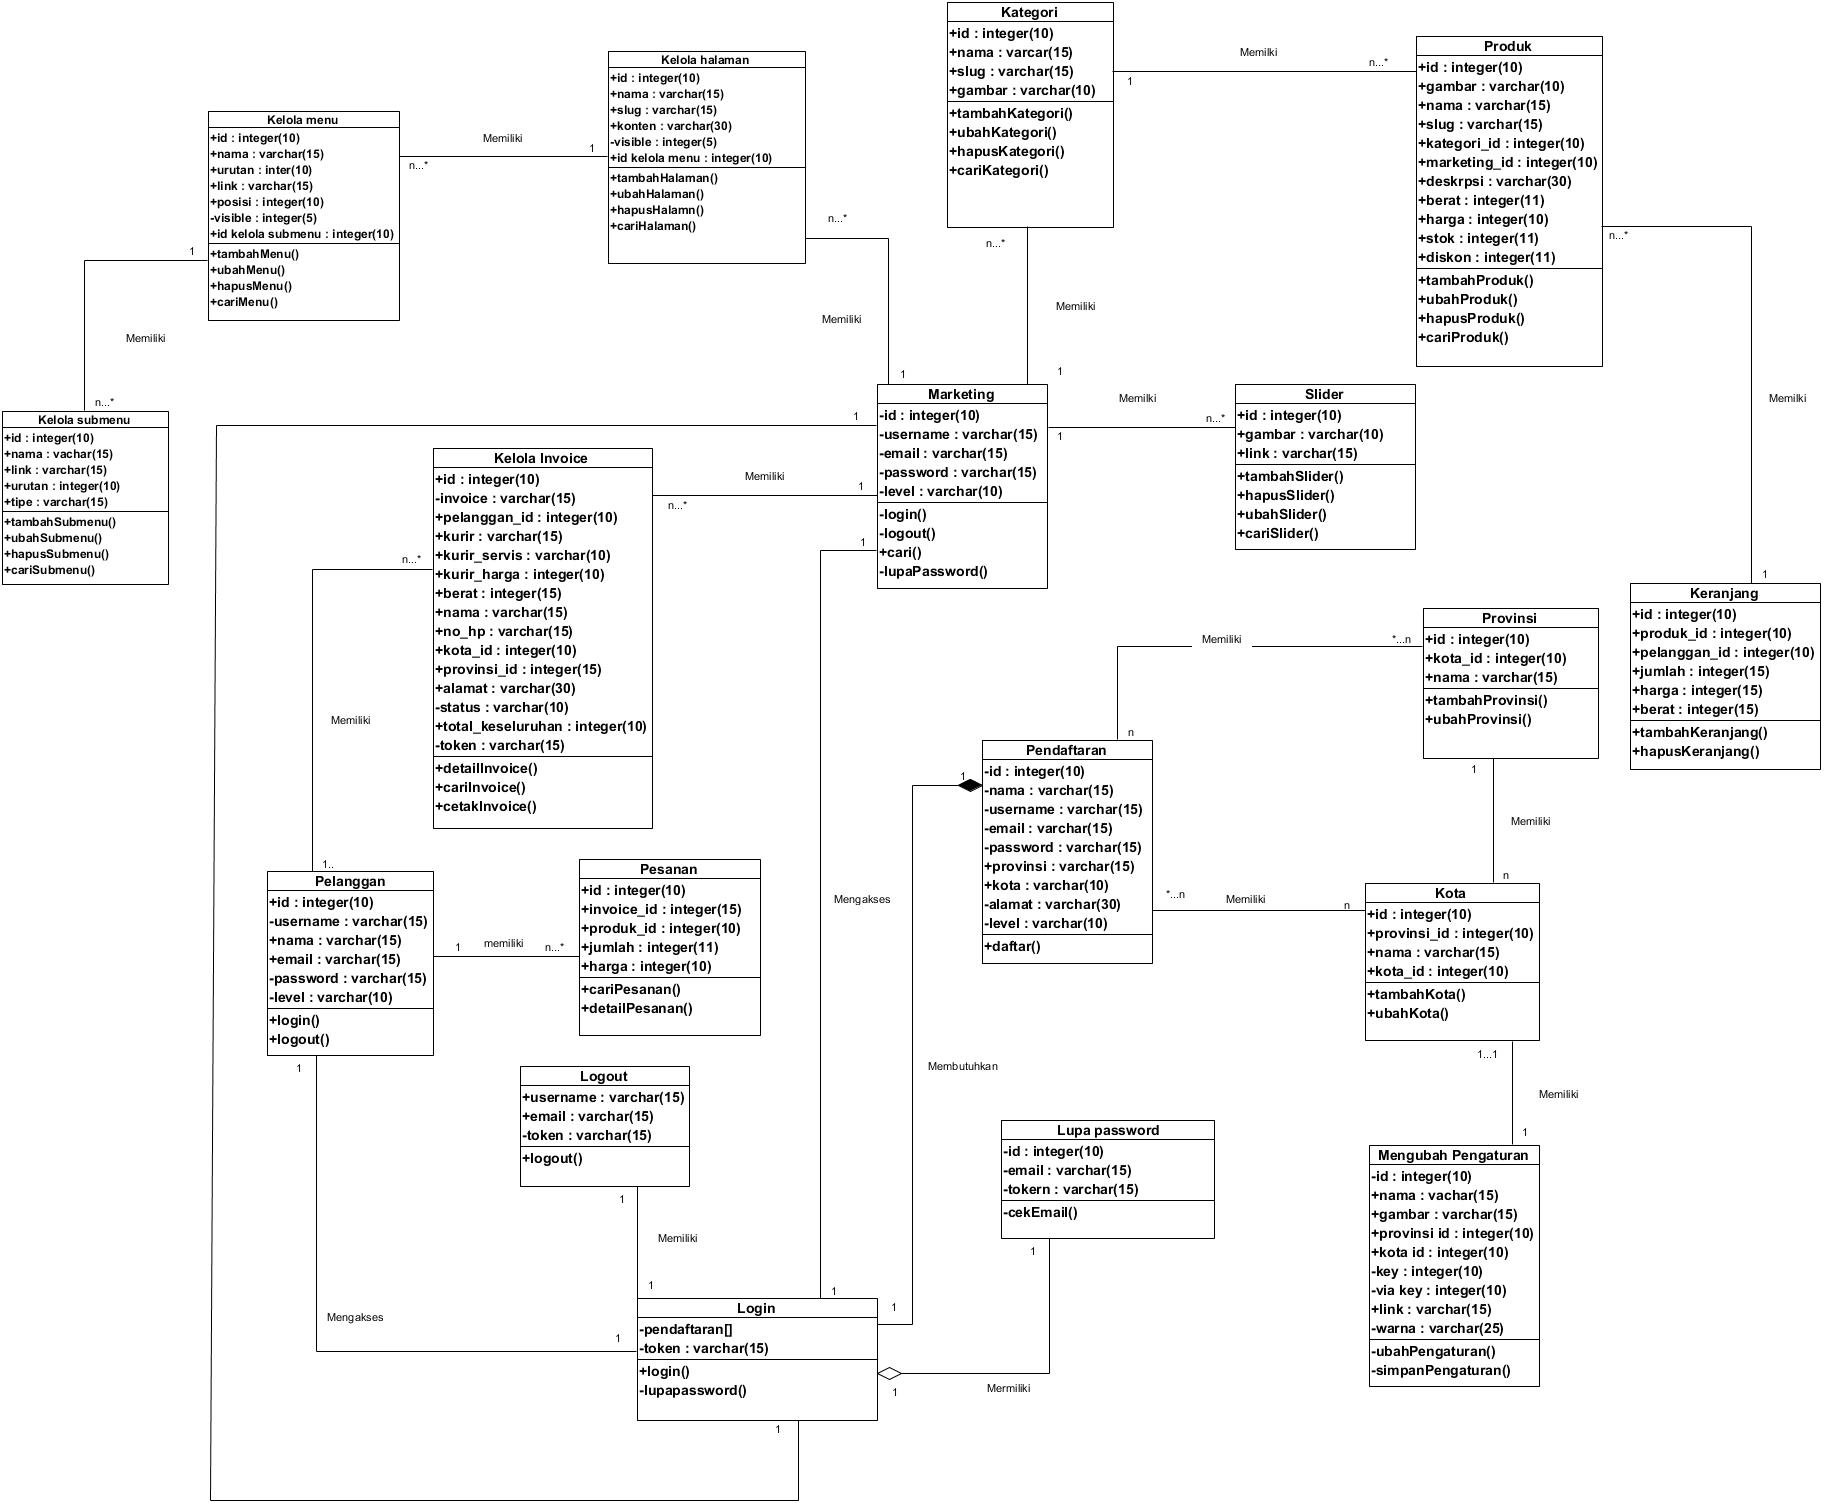 Kategori
+id : integer(10)
+nama : varcar(15)
+slug : varchar(15)
+gambar : varchar(10)
+tambahKategori()
+ubahKategori()
+hapusKategori()
+cariKategori()
Memilki
1
n...*
Produk
+id : integer(10)
+gambar : varchar(10)
+nama : varchar(15)
+slug : varchar(15)
+kategori_id : integer(10)
+marketing_id : integer(10)
+deskrpsi : varchar(30)
+berat : integer(11)
+harga : integer(10)
+stok : integer(11)
+diskon : integer(11)
+tambahProduk()
+ubahProduk()
+hapusProduk()
+cariProduk()
Kelola halaman
+id : integer(10)
+nama : varchar(15)
+slug : varchar(15)
+konten : varchar(30)
-visible : integer(5)
+id kelola menu : integer(10)
+tambahHalaman()
+ubahHalaman()
+hapusHalamn()
+cariHalaman()
Memiliki
1
n...*
Kelola menu
+id : integer(10)
+nama : varchar(15)
+urutan : inter(10)
+link : varchar(15)
+posisi : integer(10)
-visible : integer(5)
+id kelola submenu : integer(10)
+tambahMenu()
+ubahMenu()
+hapusMenu()
+cariMenu()
1
Memiliki
n...*
Kelola submenu
+id : integer(10)
+nama : vachar(15)
+link : varchar(15)
+urutan : integer(10)
+tipe : varchar(15)
+tambahSubmenu()
+ubahSubmenu()
+hapusSubmenu()
+cariSubmenu()
n...*
Memiliki
1
n...*
Memiliki
1
n...*
Memilki
1
Marketing
-id : integer(10)
-username : varchar(15)
-email : varchar(15)
-password : varchar(15)
-level : varchar(10)
-login()
-logout()
+cari()
-lupaPassword()
Memilki
1
n...*
Slider
+id : integer(10)
+gambar : varchar(10)
+link : varchar(15)
+tambahSlider()
+hapusSlider()
+ubahSlider()
+cariSlider()
1
Memiliki
1
n...*
1
Kelola Invoice
+id : integer(10)
-invoice : varchar(15)
+pelanggan_id : integer(10)
+kurir : varchar(15)
+kurir_servis : varchar(10)
+kurir_harga : integer(10)
+berat : integer(15)
+nama : varchar(15)
+no_hp : varchar(15)
+kota_id : integer(10)
+provinsi_id : integer(15)
+alamat : varchar(30)
-status : varchar(10)
+total_keseluruhan : integer(10)
-token : varchar(15)
+detailInvoice()
+cariInvoice()
+cetakInvoice()
n...*
Memiliki
1..
Keranjang
+id : integer(10)
+produk_id : integer(10)
+pelanggan_id : integer(10)
+jumlah : integer(15)
+harga : integer(15)
+berat : integer(15)
+tambahKeranjang()
+hapusKeranjang()
Provinsi
+id : integer(10)
+kota_id : integer(10)
+nama : varchar(15)
+tambahProvinsi()
+ubahProvinsi()
Memiliki
*...n
n
Pendaftaran
-id : integer(10)
-nama : varchar(15)
-username : varchar(15)
-email : varchar(15)
-password : varchar(15)
+provinsi : varchar(15)
+kota : varchar(10)
-alamat : varchar(30)
-level : varchar(10)
+daftar()
1
1
Memiliki
n
*...n
Memiliki
n
Kota
+id : integer(10)
+provinsi_id : integer(10)
+nama : varchar(15)
+kota_id : integer(10)
+tambahKota()
+ubahKota()
1...1
Memiliki
1
Pelanggan
+id : integer(10)
-username : varchar(15)
+nama : varchar(15)
+email : varchar(15)
-password : varchar(15)
-level : varchar(10)
+login()
+logout()
1
memiliki
n...*
Pesanan
+id : integer(10)
+invoice_id : integer(15)
+produk_id : integer(10)
+jumlah : integer(11)
+harga : integer(10)
+cariPesanan()
+detailPesanan()
Mengakses
Membutuhkan
1
Logout
+username : varchar(15)
+email : varchar(15)
-token : varchar(15)
+logout()
1
Memiliki
1
1
1
Lupa password
-id : integer(10)
-email : varchar(15)
-tokern : varchar(15)
-cekEmail()
1
Mengubah Pengaturan
-id : integer(10)
+nama : vachar(15)
+gambar : varchar(15)
+provinsi id : integer(10)
+kota id : integer(10)
-key : integer(10)
-via key : integer(10)
+link : varchar(15)
-warna : varchar(25)
-ubahPengaturan()
-simpanPengaturan()
Mengakses
1
Login
-pendaftaran[]
-token : varchar(15)
+login()
-lupapassword()
1
Mermiliki
1